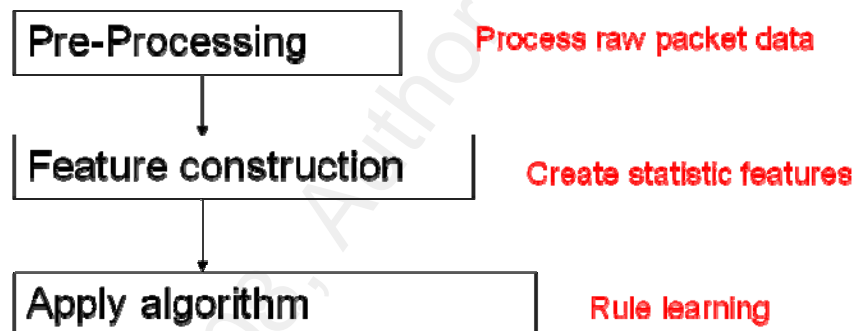 Pre-Processing
Process raw packet data
Feature construction
Create statistic features
Apply algorithm
Rule learning